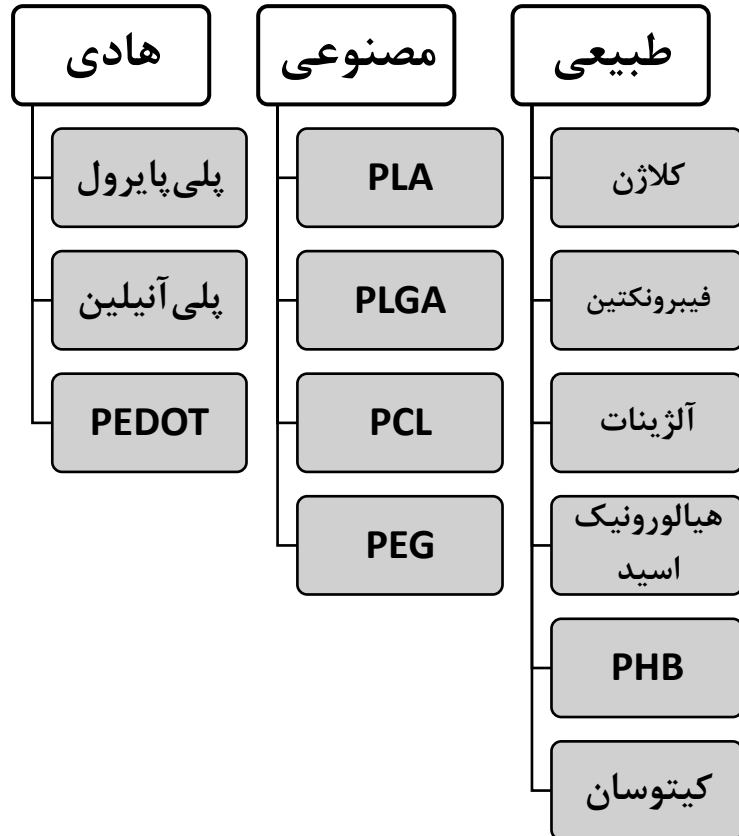 طبیعی
کلاژن
فیبرونکتین
آلژینات
هیالورونیک
اسید
PHB
کیتوسان
مصنوعی
PLA
PLGA
PCL
PEG
هادی
پلی‌پایرول
پلی‌آنیلین
PEDOT